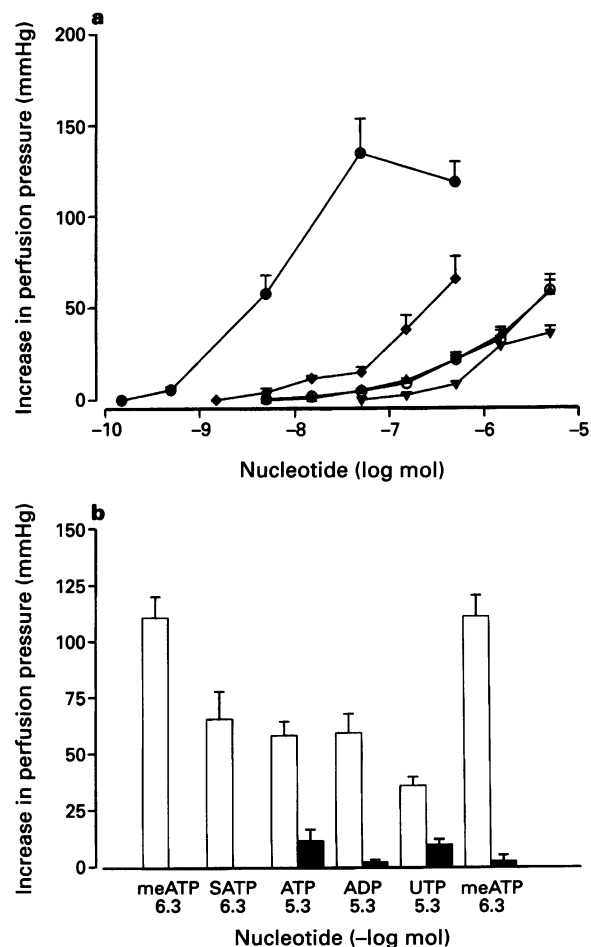 a
Increase in perfusion pressure (mmHg)
200
150
100
50
0
−10 −9 −8 −7 −6 −5
Nucleotide (log mol)
b
Increase in perfusion pressure (mmHg)
150
125
100
75
50
25
0
meATP SATP ATP ADP UTP meATP
6.3 6.3 5.3 5.3 5.3 6.3
Nucleotide (−log mol)